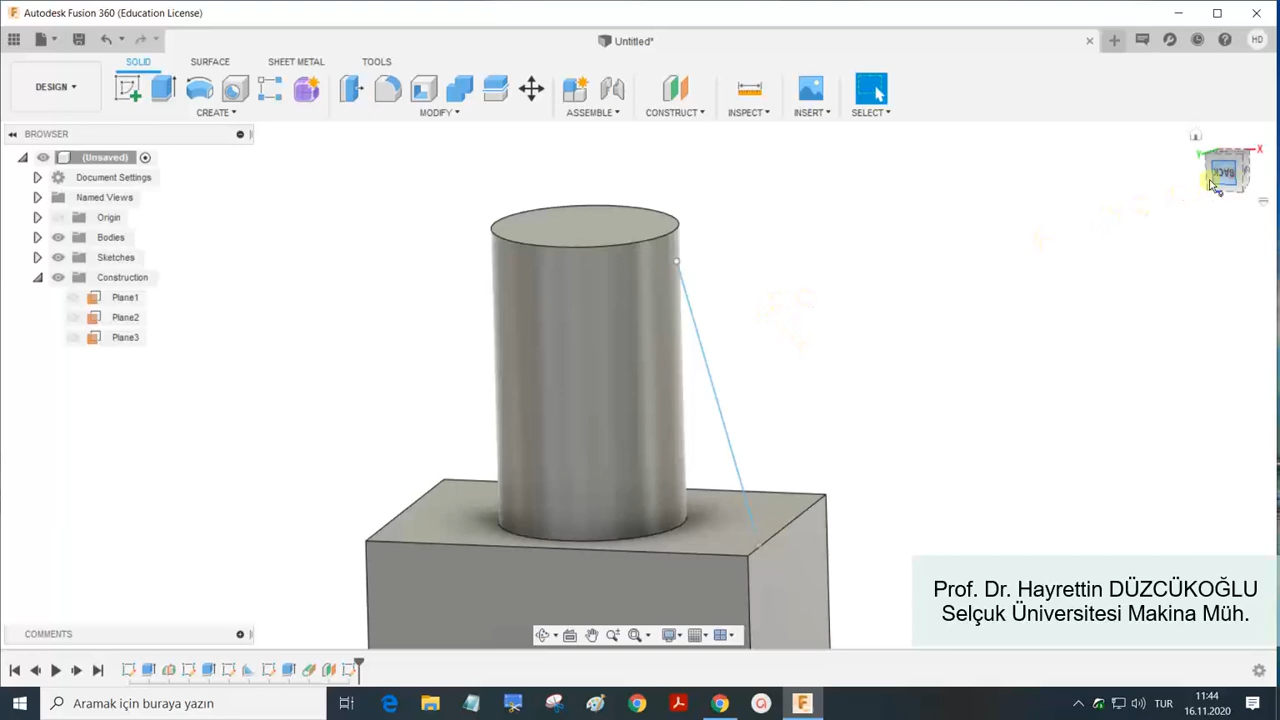 Autodesk Fusion 360 (Education License)
Untitled*
HD
SOLID
SURFACE
SHEET METAL
TOOLS
DESIGN
CREATE
MODIFY
ASSEMBLE
CONSTRUCT
INSPECT
INSERT
SELECT
BROWSER
(Unsaved)
Document Settings
Named Views
Origin
Bodies
Sketches
Construction
Plane1
Plane2
Plane3
X
Y
BACK
Prof. Dr. Hayrettin DÜZCÜKOĞLU
Selçuk Üniversitesi Makina Müh.
COMMENTS
Aramak için buraya yazın
TUR
11:44
16.11.2020